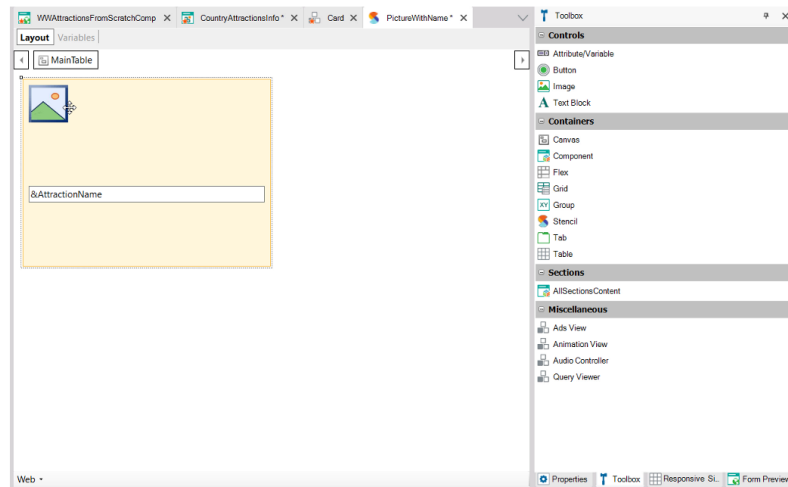 WWAttractionsFromScratchComp CountryAttractionsInfo * Card PictureWithName *
Layout Variables
MainTable
&AttractionName
Web
Toolbox
Controls
Attribute/Variable
Button
Image
A Text Block
Containers
Canvas
Component
Flex
Grid
XY Group
Stencil
Tab
Table
Sections
AllSectionsContent
Miscellaneous
Ads View
Animation View
Audio Controller
Query Viewer
Properties Toolbox Responsive Si.. Form Preview